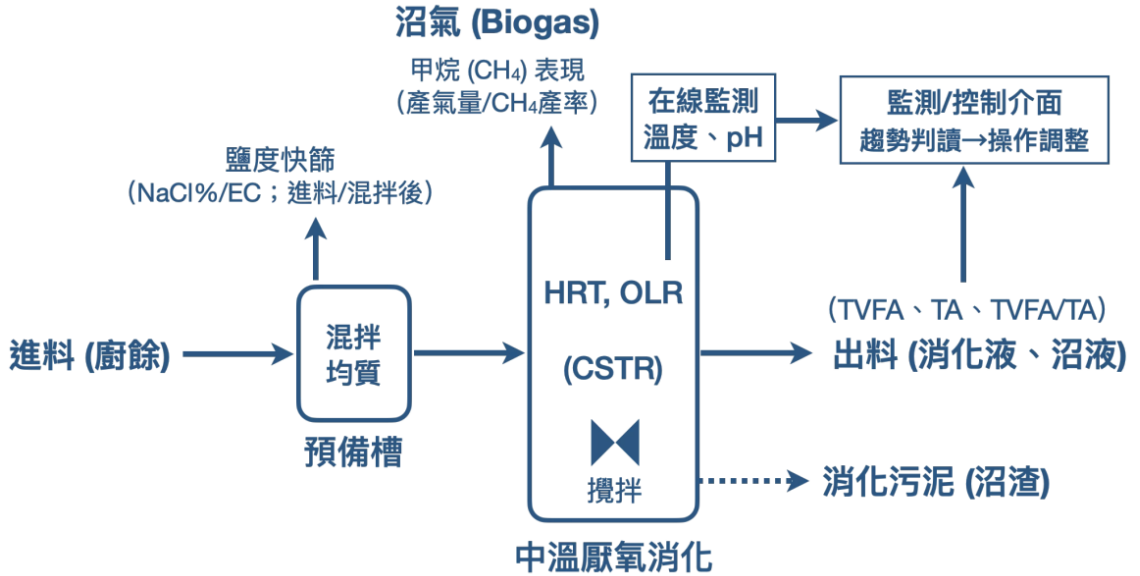 沼氣 (Biogas)
甲烷 (CH₄) 表現
（產氣量/CH₄產率）
在線監測
溫度、pH
監測/控制介面
趨勢判讀→操作調整
鹽度快篩
（NaCl%/EC；進料/混拌後）
HRT, OLR
(CSTR)
攪拌
中溫厭氧消化
進料 (廚餘)
混拌
均質
預備槽
（TVFA、TA、TVFA/TA）
出料 (消化液、沼液)
消化污泥 (沼渣)